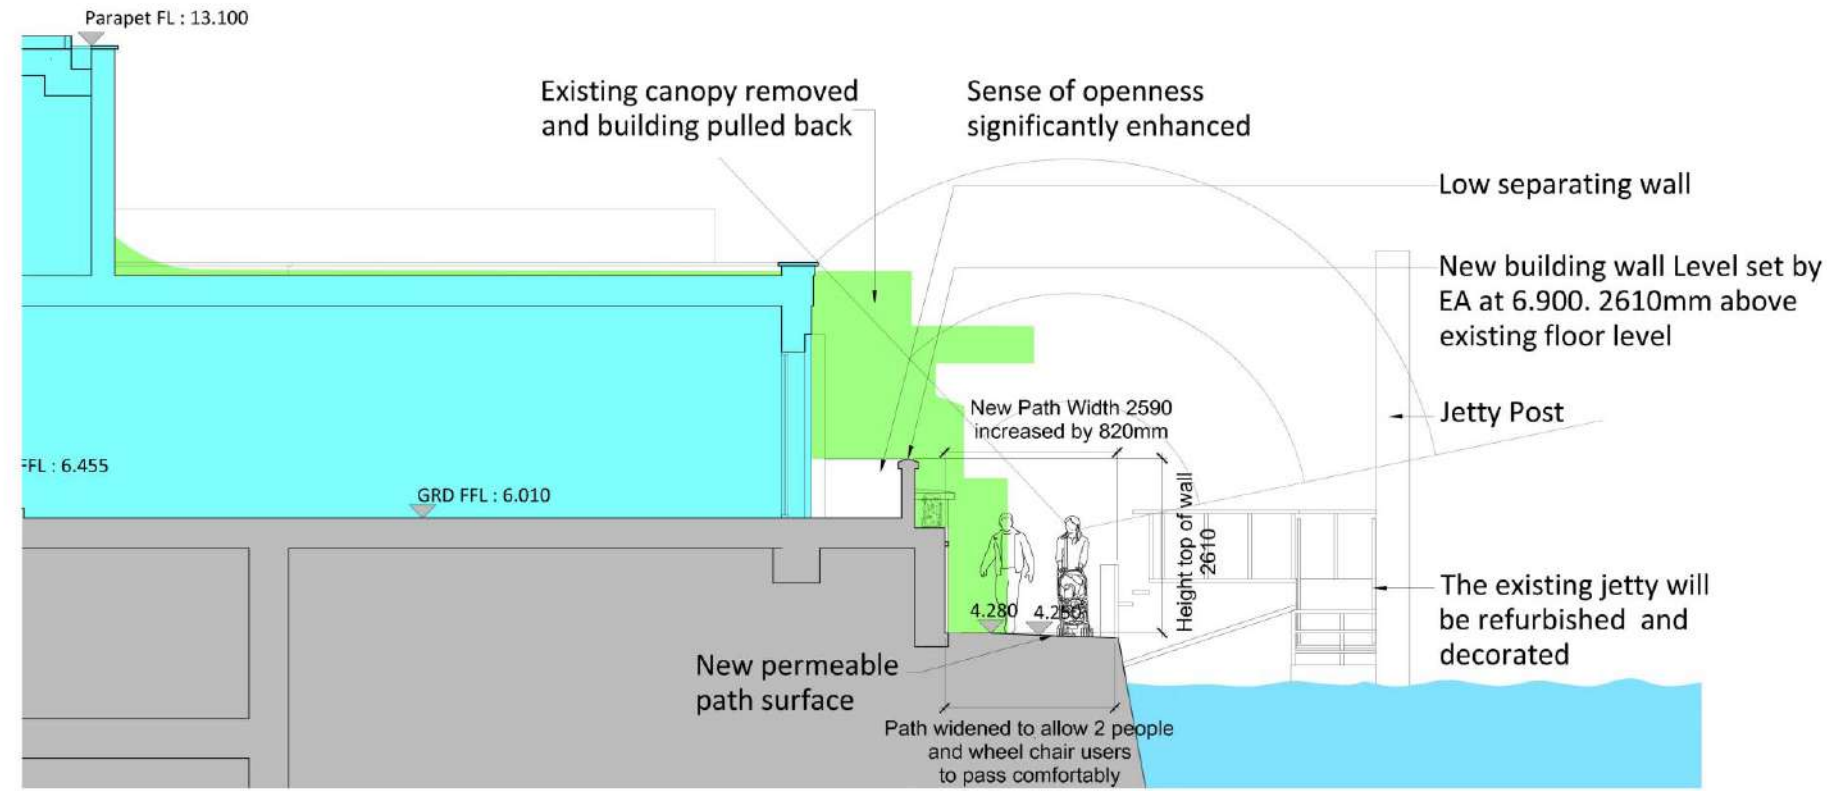 Parapet FL : 13.100
Existing canopy removed
and building pulled back
Sense of openness
significantly enhanced
Low separating wall
New building wall Level set by
EA at 6.900. 2610mm above
existing floor level
Jetty Post
New Path Width 2590
increased by 820mm
FFL : 6.455
GRD FFL : 6.010
Height top of wall
2610
4.280
4.250
The existing jetty will
be refurbished and
decorated
New permeable
path surface
Path widened to allow 2 people
and wheel chair users
to pass comfortably